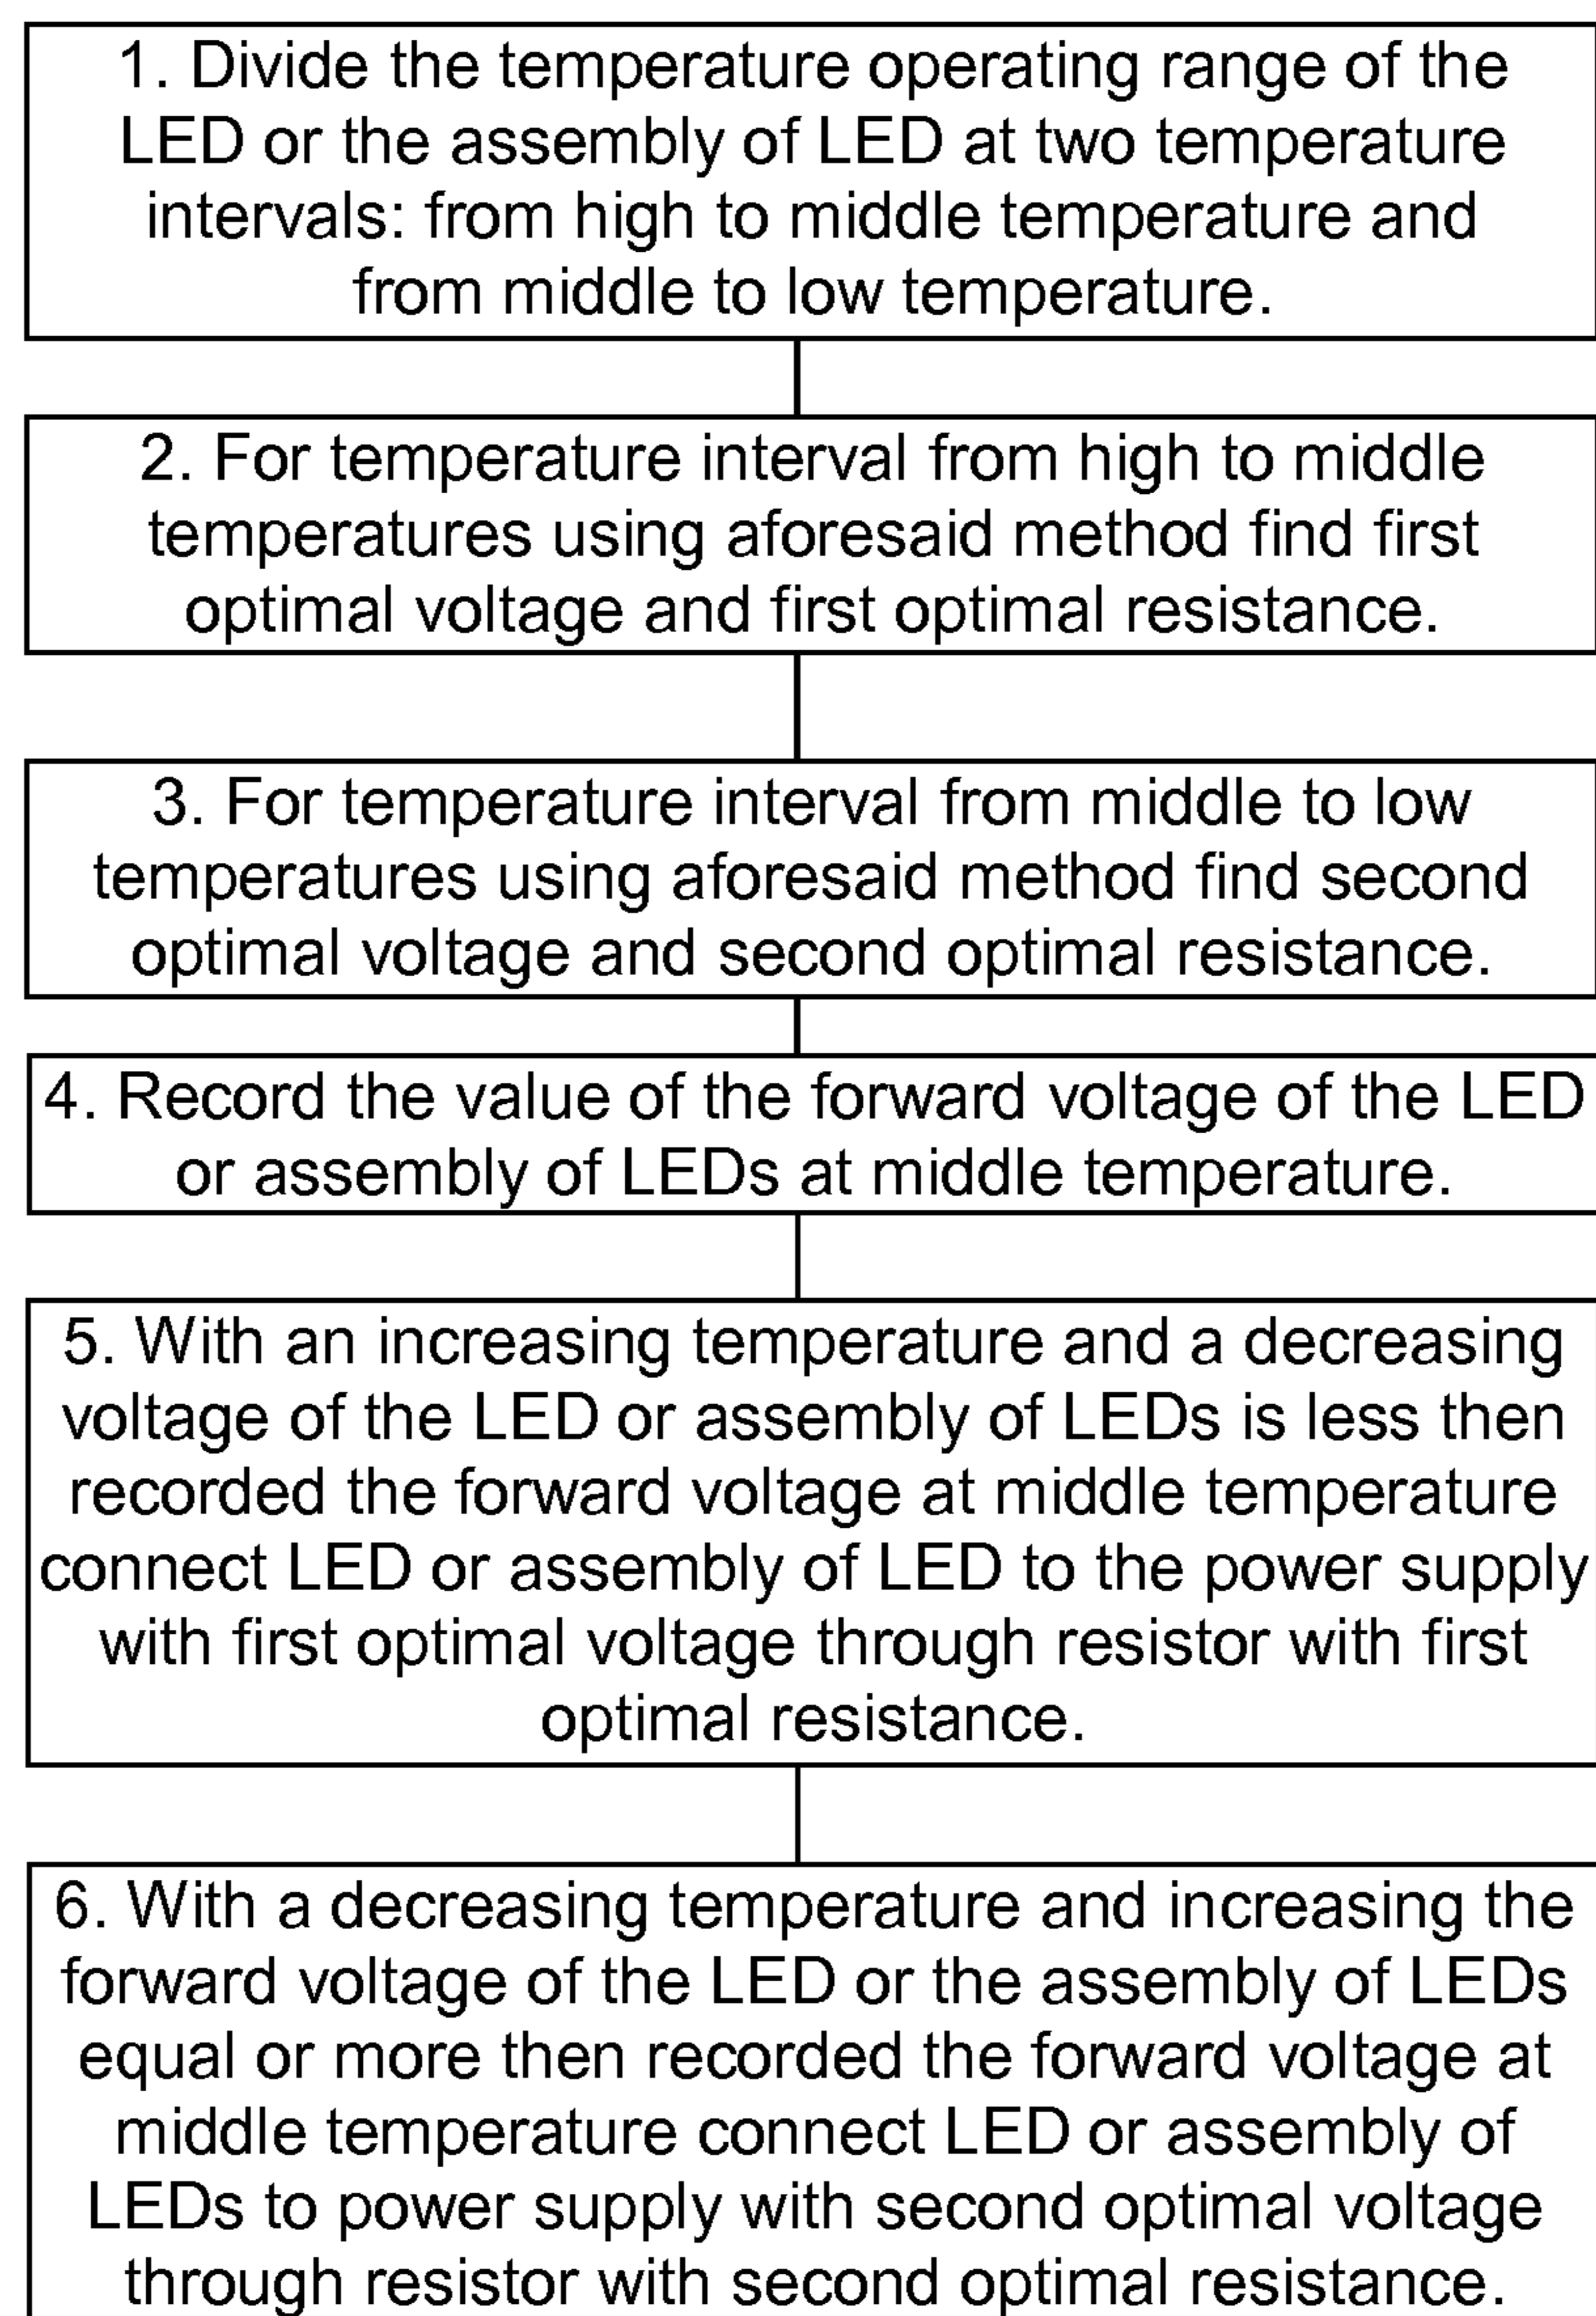 1. Divide the temperature operating range of the
LED or the assembly of LED at two temperature
intervals: from high to middle temperature and
from middle to low temperature.
2. For temperature interval from high to middle
temperatures using aforesaid method find first
optimal voltage and first optimal resistance.
3. For temperature interval from middle to low
temperatures using aforesaid method find second
optimal voltage and second optimal resistance.
4. Record the value of the forward voltage of the LED
or assembly of LEDs at middle temperature.
5. With an increasing temperature and a decreasing
voltage of the LED or assembly of LEDs is less then
recorded the forward voltage at middle temperature
connect LED or assembly of LED to the power supply
with first optimal voltage through resistor with first
optimal resistance.
6. With a decreasing temperature and increasing the
forward voltage of the LED or the assembly of LEDs
equal or more then recorded the forward voltage at
middle temperature connect LED or assembly of
LEDs to power supply with second optimal voltage
through resistor with second optimal resistance.